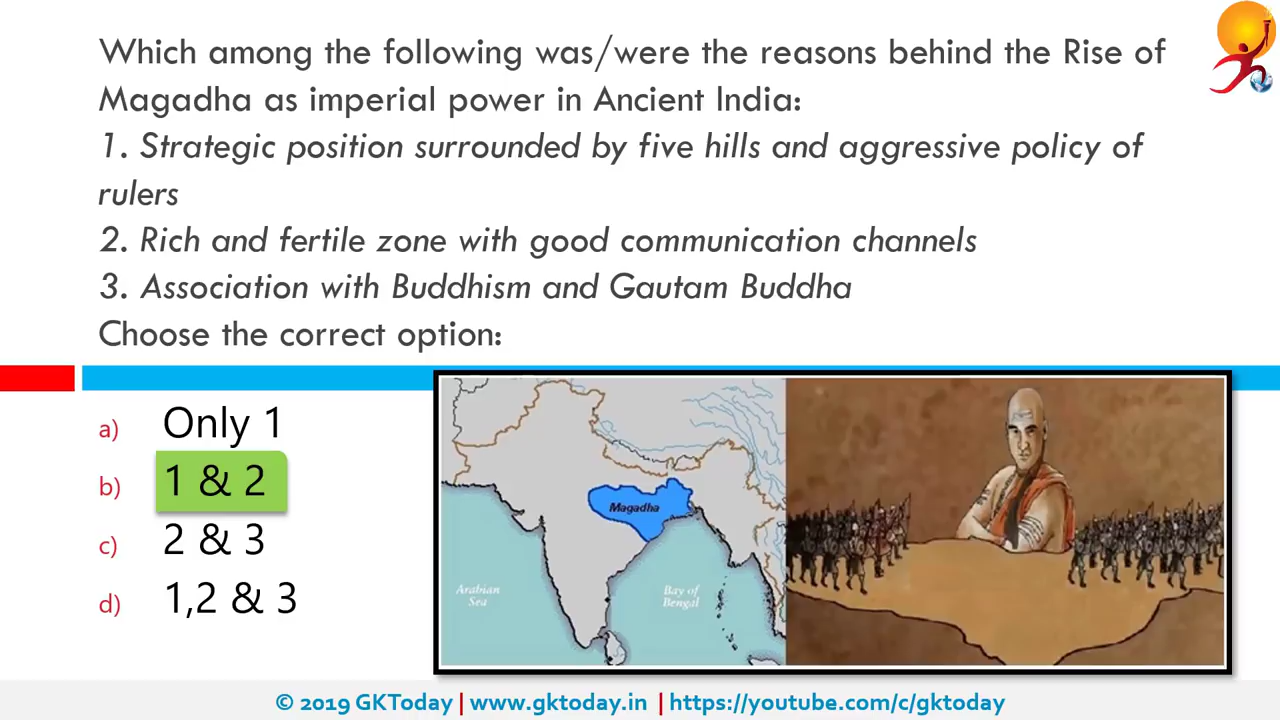 Which among the following was/were the reasons behind the Rise of
Magadha as imperial power in Ancient India:
1. Strategic position surrounded by five hills and aggressive policy of
rulers
2. Rich and fertile zone with good communication channels
3. Association with Buddhism and Gautam Buddha
Choose the correct option:
a) Only 1
b) 1 & 2
c) 2 & 3
d) 1,2 & 3
Magadha
Arabian
Sea
Bay of
Bengal
© 2019 GKToday | www.gktoday.in | https://youtube.com/c/gktoday